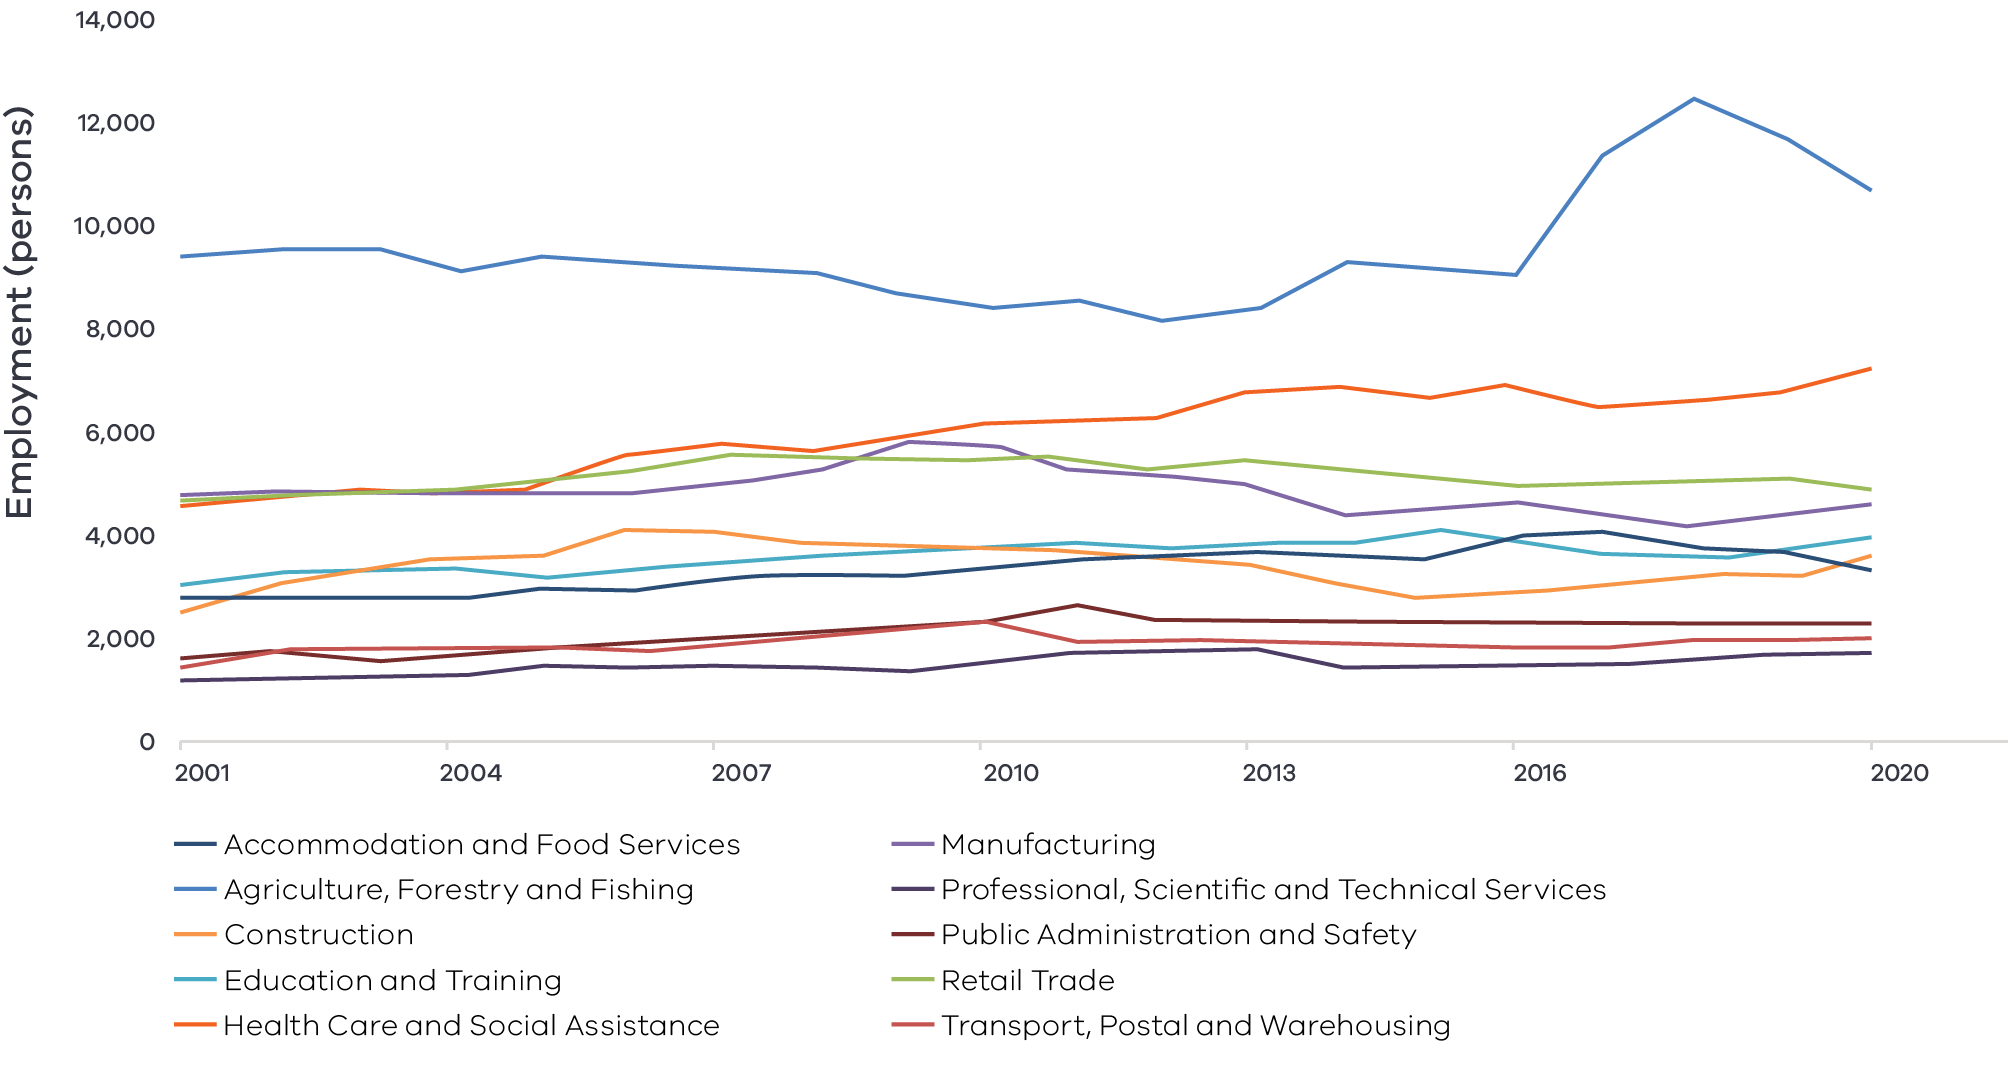 14,000
12,000
10,000
8,000
6,000
4,000
2,000
0
Employment (persons)
2001 2004 2007 2010 2013 2016 2020
Accommodation and Food Services
Agriculture, Forestry and Fishing
Construction
Education and Training
Health Care and Social Assistance
Manufacturing
Professional, Scientific and Technical Services
Public Administration and Safety
Retail Trade
Transport, Postal and Warehousing